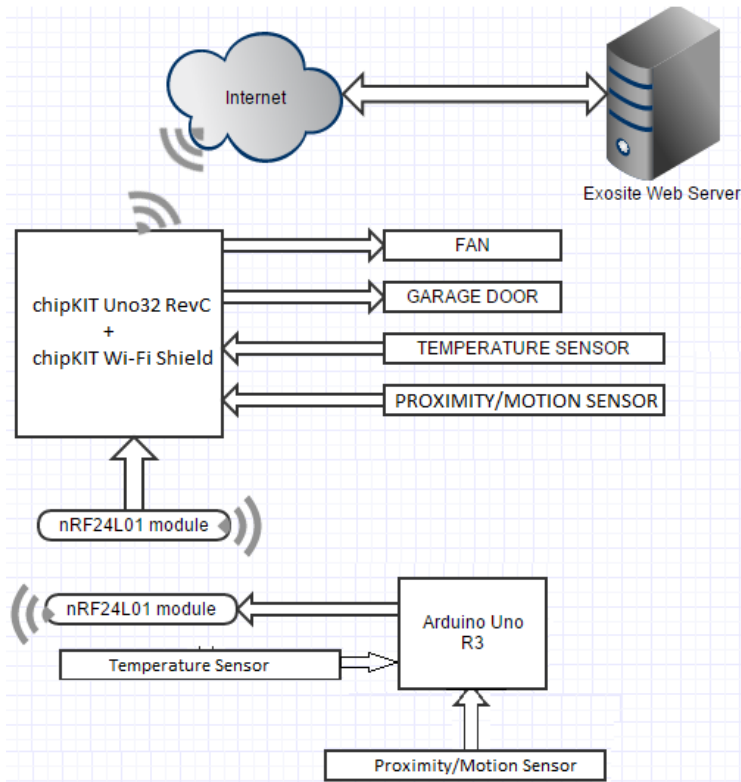 Internet
Exosite Web Server
FAN
GARAGE DOOR
chipKIT Uno32 RevC
+
chipKIT Wi-Fi Shield
TEMPERATURE SENSOR
PROXIMITY/MOTION SENSOR
nRF24L01 module
nRF24L01 module
Arduino Uno
R3
Temperature Sensor
Proximity/Motion Sensor